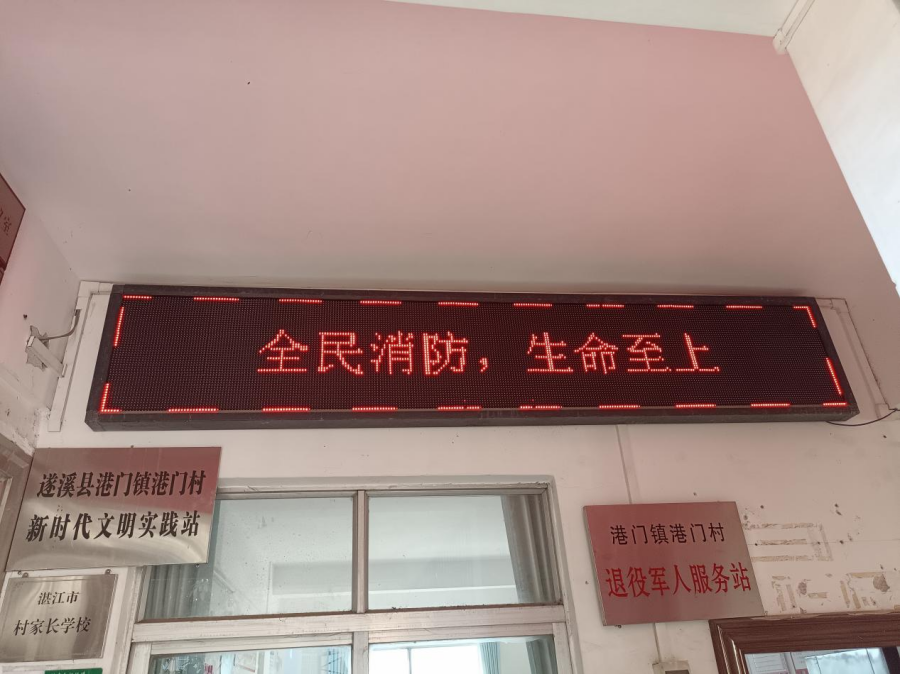 全民消防，生命至上
遂溪县港门镇港门村
新时代文明实践站
湛江市
村家长学校
港门镇港门村
退役军人服务站